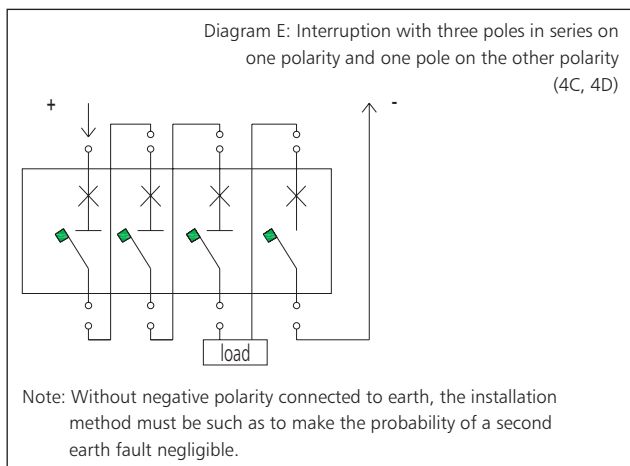 Diagram E: Interruption with three poles in series on
one polarity and one pole on the other polarity
(4C, 4D)
+ -
load
Note: Without negative polarity connected to earth, the installation
method must be such as to make the probability of a second
earth fault negligible.